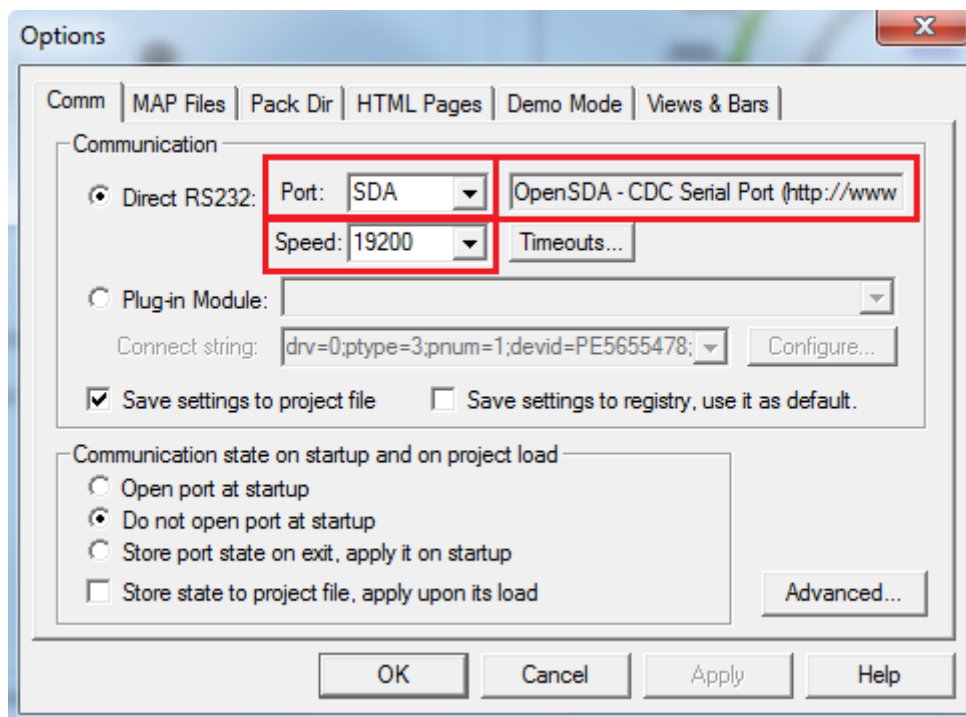 Options
Comm MAP Files Pack Dir HTML Pages Demo Mode Views & Bars
Communication
Direct RS232: Port: SDA OpenSDA - CDC Serial Port (http://www
Speed: 19200 Timeouts...
Plug-in Module:
Connect string: drv=0;ptype=3;pnum=1;devid=PE5655478; Configure...
Save settings to project file Save settings to registry, use it as default.
Communication state on startup and on project load
Open port at startup
Do not open port at startup
Store port state on exit, apply it on startup
Store state to project file, apply upon its load Advanced...
OK Cancel Apply Help